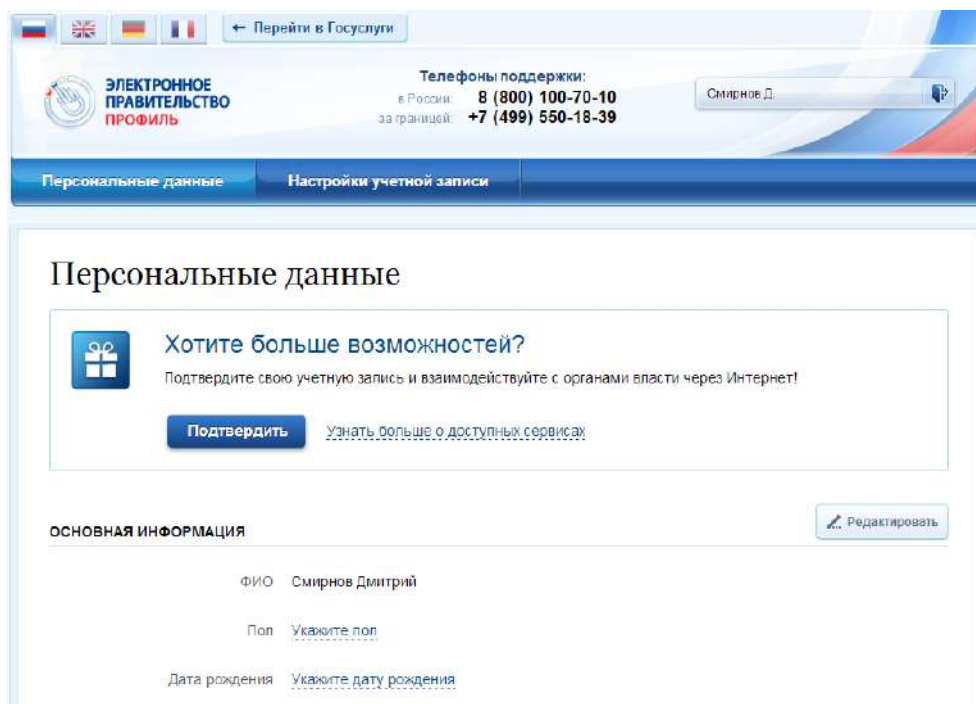 ← Перейти в Госуслуги
ЭЛЕКТРОННОЕ
ПРАВИТЕЛЬСТВО
ПРОФИЛЬ
Телефоны поддержки:
в России: 8 (800) 100-70-10
за границей: +7 (499) 550-18-39
Смирнов Д.
Персональные данные Настройки учетной записи
Персональные данные
Хотите больше возможностей?
Подтвердите свою учетную запись и взаимодействуйте с органами власти через Интернет!
Подтвердить Узнать больше о доступных сервисах
ОСНОВНАЯ ИНФОРМАЦИЯ Редактировать
ФИО Смирнов Дмитрий
Пол Укажите пол
Дата рождения Укажите дату рождения